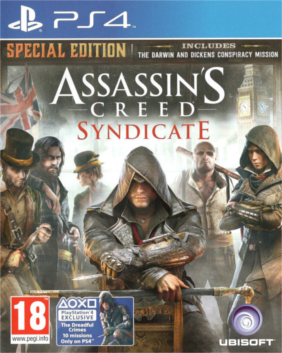 PS4
SPECIAL EDITION
INCLUDES
THE DARWIN AND DICKENS CONSPIRACY MISSION
ASSASSIN'S
CREED
SYNDICATE
18
www.pegi.info
PlayStation 4
EXCLUSIVE
The Dreadful
Crimes
10 missions
Only on PS4™
UBISOFT